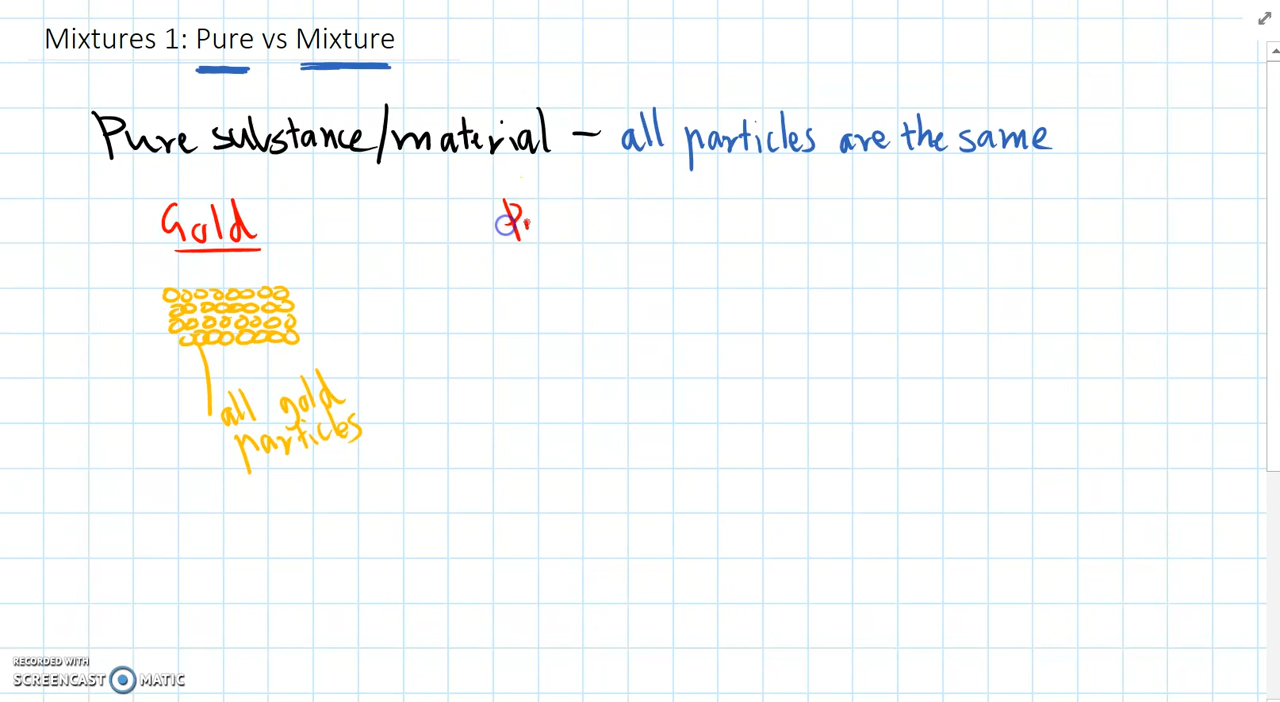 Mixtures 1: Pure vs Mixture
Pure substance/material – all particles are the same
Gold
P
all gold
particles
RECORDED WITH
SCREENCAST MATIC